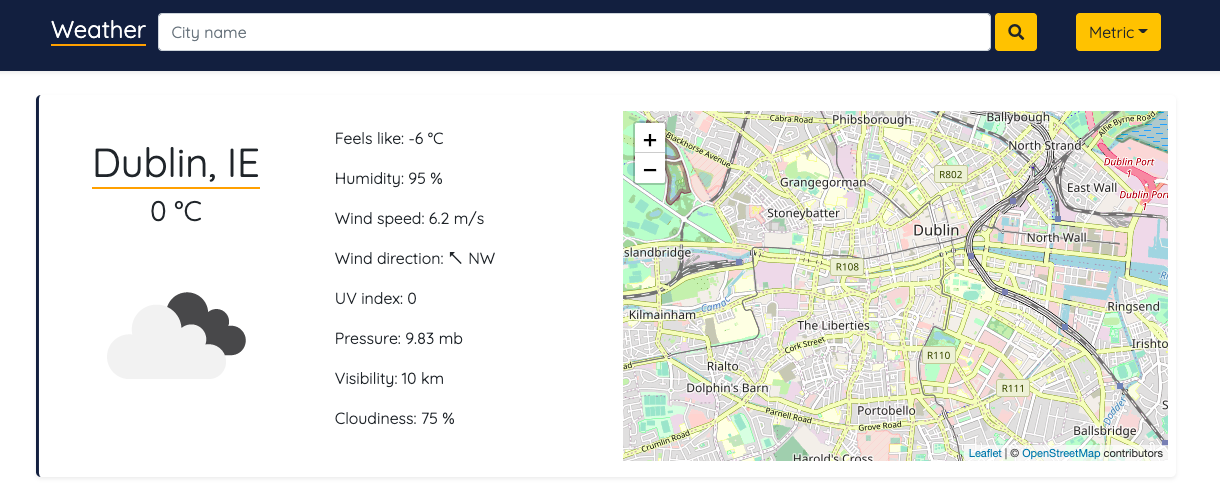 Weather
City name
Metric
Dublin, IE
0 °C
Feels like: -6 °C
Humidity: 95 %
Wind speed: 6.2 m/s
Wind direction: ↖ NW
UV index: 0
Pressure: 9.83 mb
Visibility: 10 km
Cloudiness: 75 %
+
−
Cabra Road
Phibsborough
Ballybough
Alfie Byrne Road
Blackhorse Avenue
North Strand
Dublin Port
1
R802
Grangegorman
East Wall
Dublin Port
1
Stoneybatter
Dublin
North Wall
slandbridge
R108
Camac
Ringsend
Kilmainham
The Liberties
Cork Street
Irishto
R110
Rialto
ad
Dolphin's Barn
R111
Parnell Road
Portobello
Dodder
S
Grove Road
Crumlin Road
Ballsbridge
Harold's Cross
Leaflet | © OpenStreetMap contributors